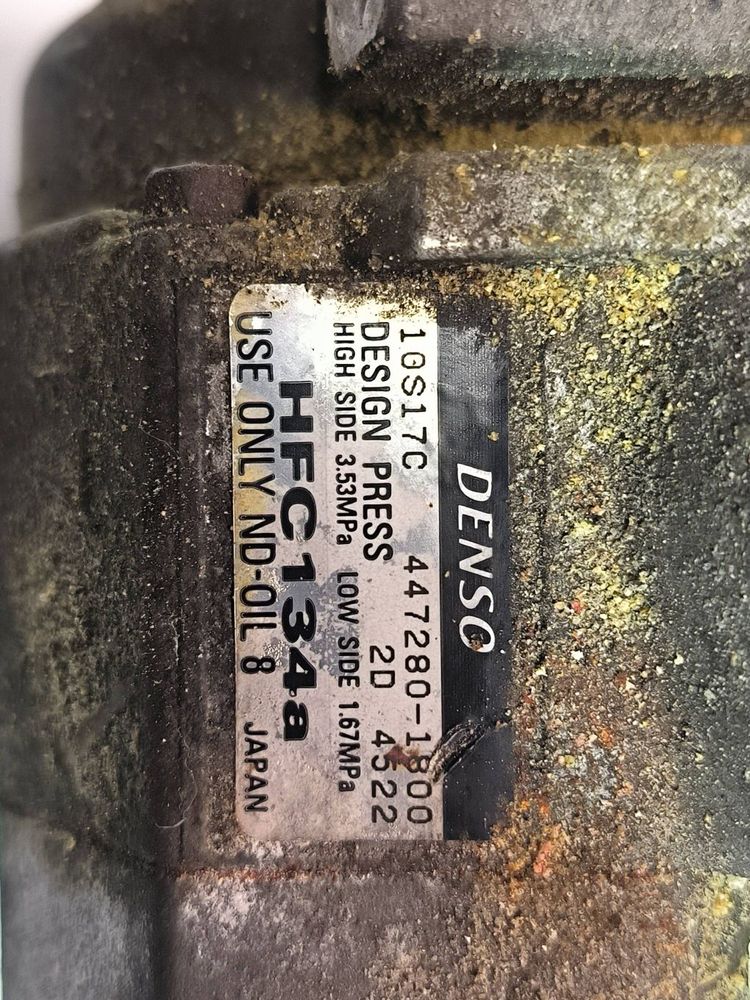 DENSO
10S17C 447280-1800
DESIGN PRESS 2D 4522
HIGH SIDE 3.53MPa LOW SIDE 1.67MPa
HFC134a
USE ONLY ND-OIL 8 JAPAN